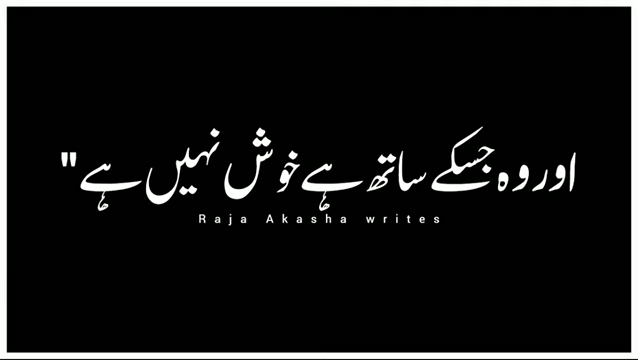 اور وہ جسکے ساتھ ہے خوش نہیں ہے "
Raja Akasha writes